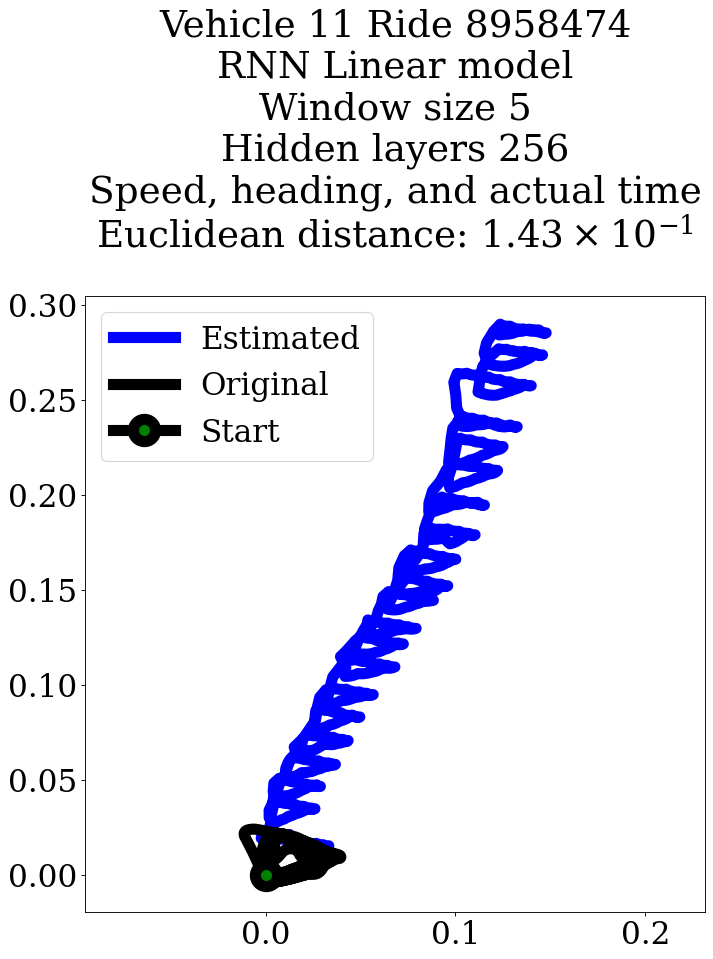 Vehicle 11 Ride 8958474
RNN Linear model
Window size 5
Hidden layers 256
Speed, heading, and actual time
Euclidean distance: 1.43 × 10⁻¹
0.30
Estimated
Original
Start
0.25
0.20
0.15
0.10
0.05
0.00
0.0 0.1 0.2